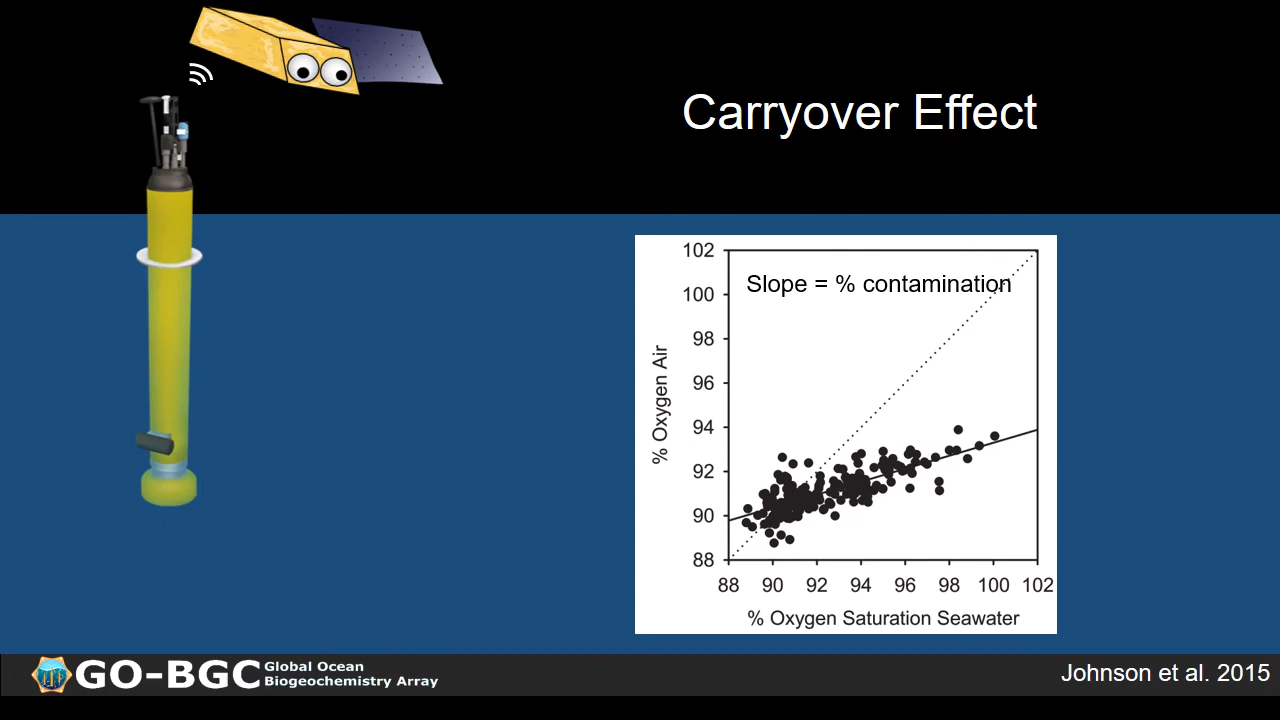 Carryover Effect
Slope = % contamination
% Oxygen Air
102
100
98
96
94
92
90
88
88 90 92 94 96 98 100 102
% Oxygen Saturation Seawater
GO-BGC Global Ocean
Biogeochemistry Array
Johnson et al. 2015